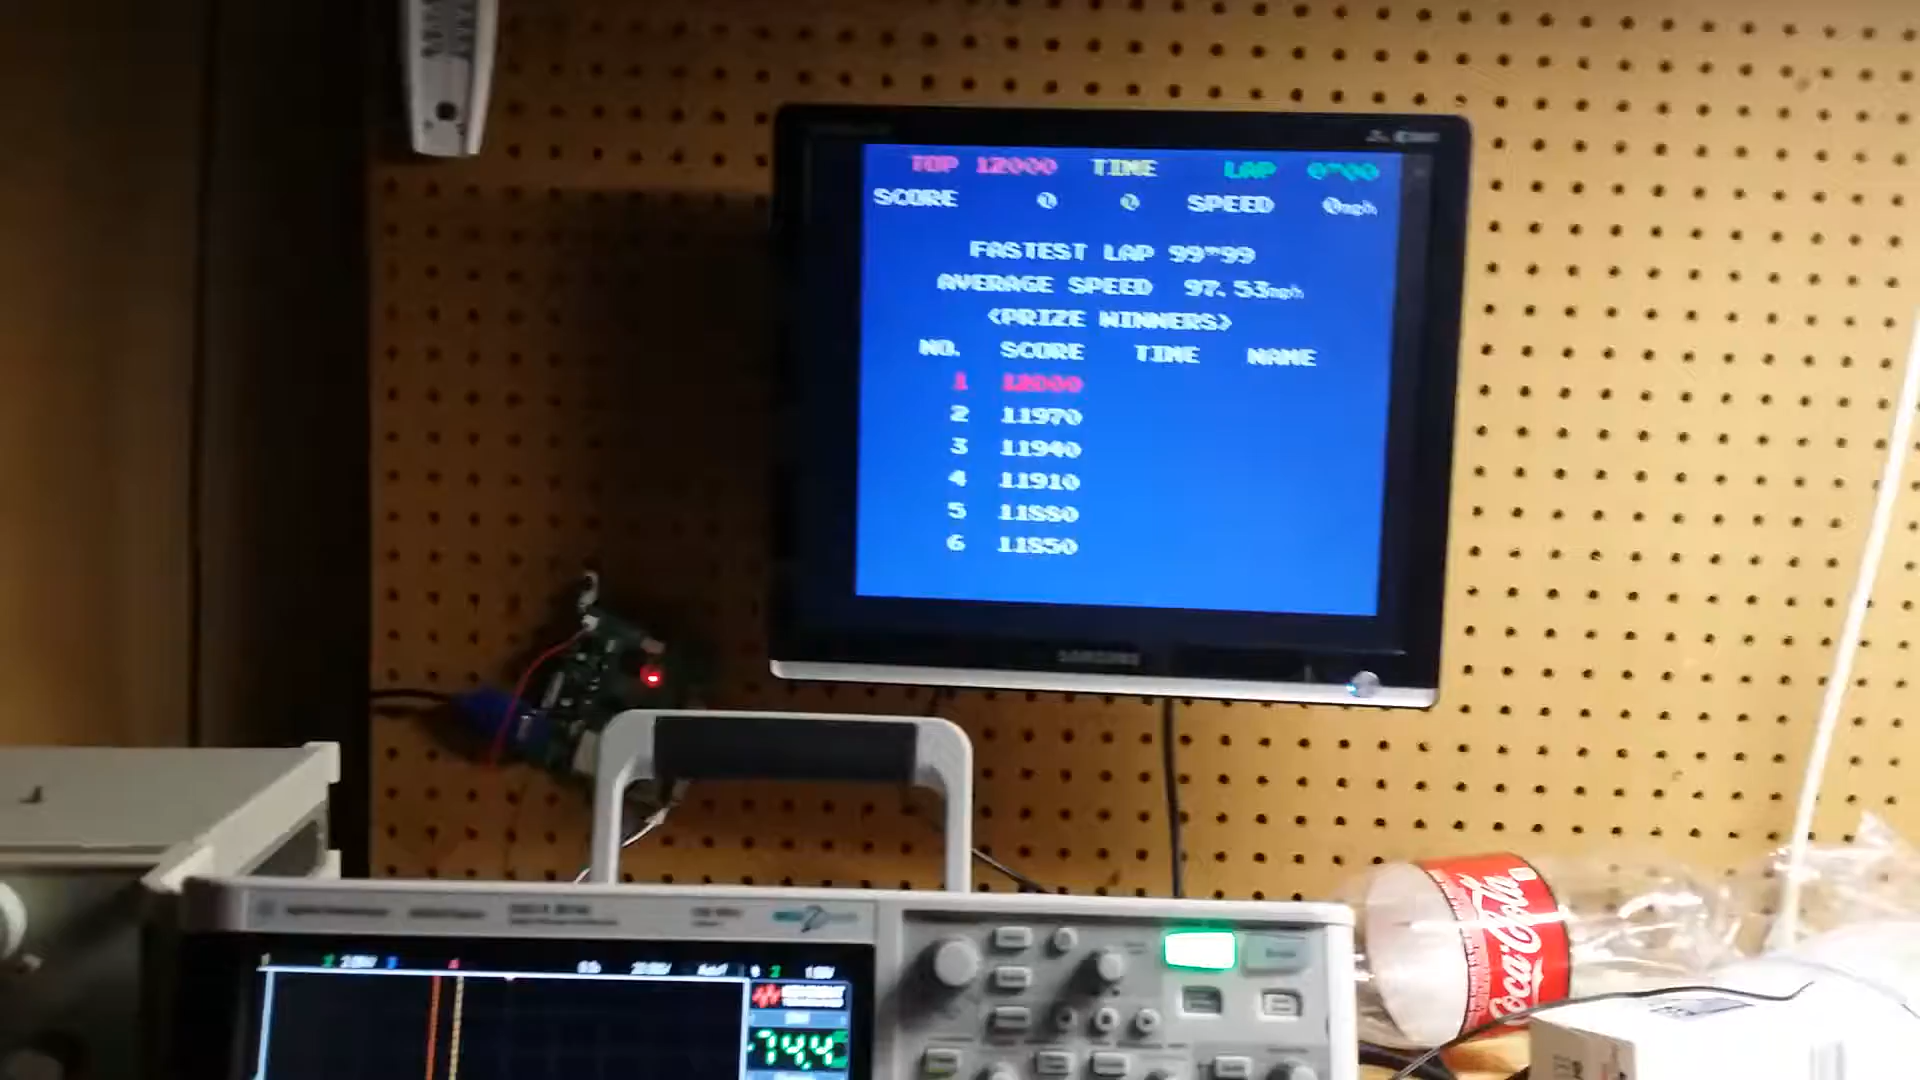 TOP 12000 TIME LAP 0"00
SCORE 0 0 SPEED 0mph
FASTEST LAP 99"99
AVERAGE SPEED 97.53mph
<PRIZE WINNERS>
NO. SCORE TIME NAME
1 12000
2 11970
3 11940
4 11910
5 11880
6 11850
SAMSUNG
Coca-Cola